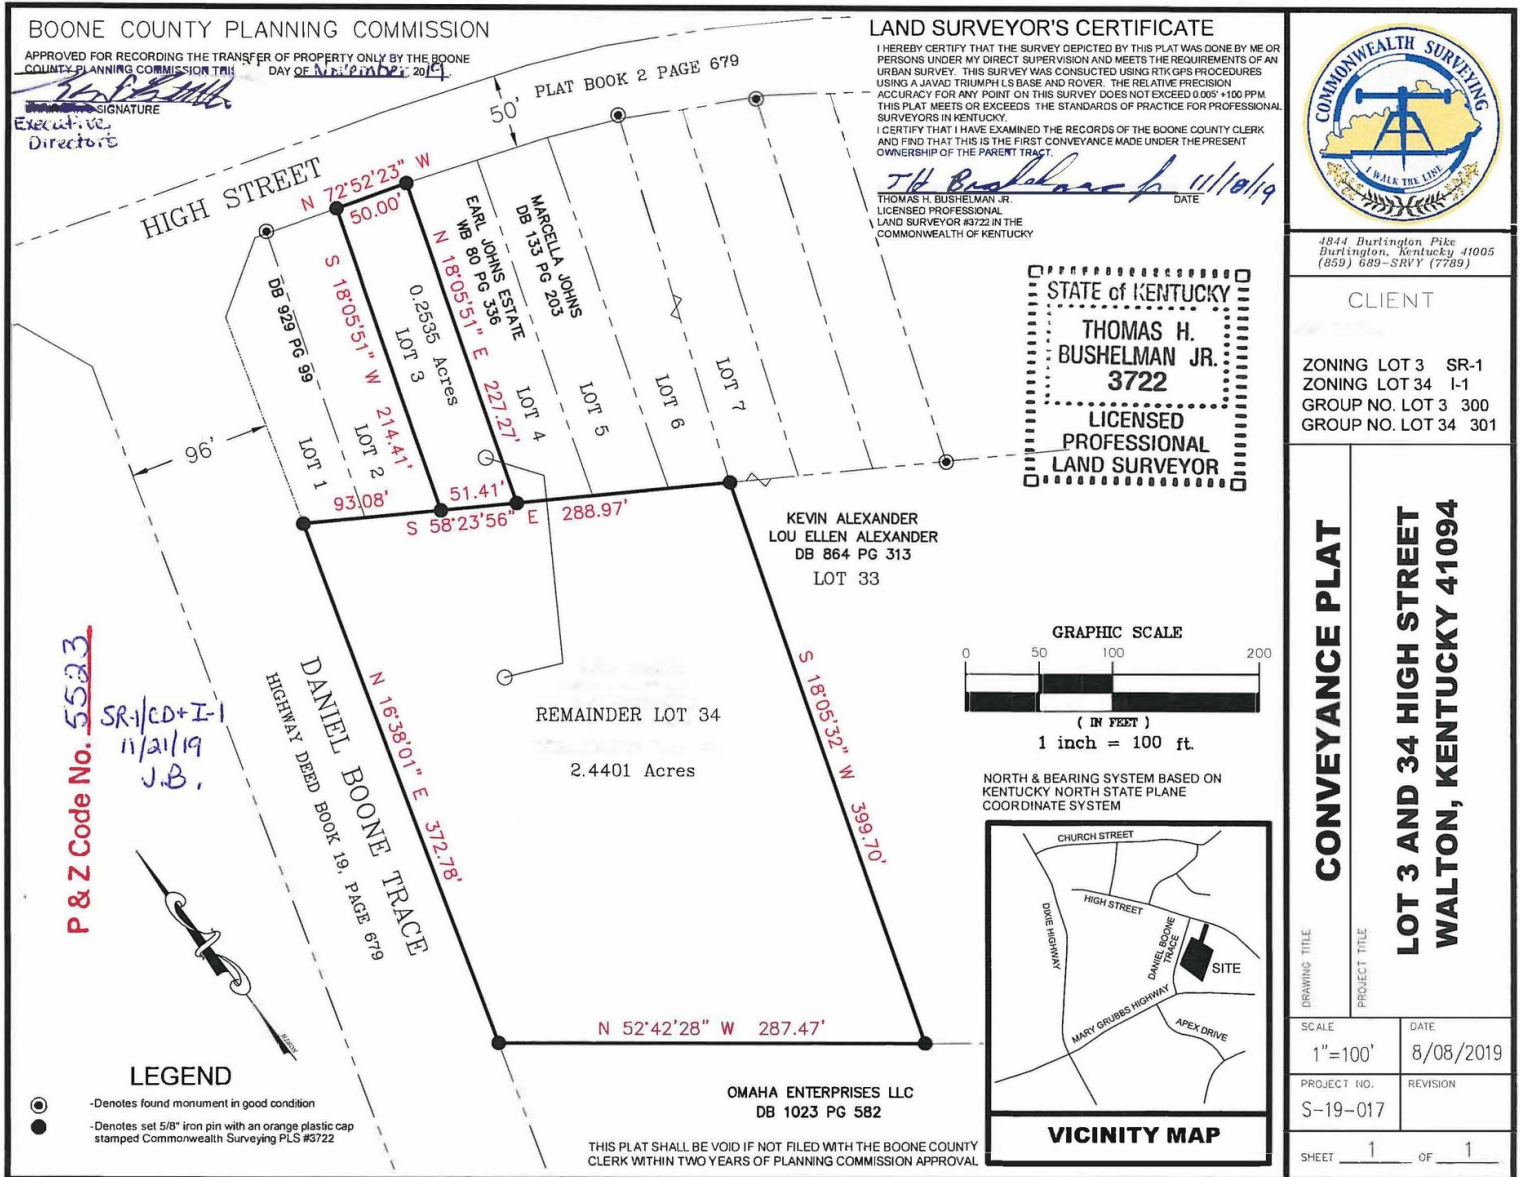 BOONE COUNTY PLANNING COMMISSION
APPROVED FOR RECORDING THE TRANSFER OF PROPERTY ONLY BY THE BOONE
COUNTY PLANNING COMMISSION THIS DAY OF November 2019.
SIGNATURE
Executive
Directors
HIGH STREET
50'
PLAT BOOK 2 PAGE 679
N 72°52'23" W
50.00'
S 18°05'51" W 214.41'
N 18°05'51" E 227.27'
0.2535 Acres
LOT 3
DB 929 PG 99
EARL JOHNS ESTATE
WB 80 PG 336
MARCELLA JOHNS
DB 133 PG 203
LOT 1
LOT 2
LOT 4
LOT 5
LOT 6
LOT 7
96'
93.08'
51.41'
S 58°23'56" E 288.97'
KEVIN ALEXANDER
LOU ELLEN ALEXANDER
DB 864 PG 313
LOT 33
REMAINDER LOT 34
2.4401 Acres
N 16°38'01" E 372.78'
S 18°05'32" W 399.70'
N 52°42'28" W 287.47'
DANIEL BOONE TRACE
HIGHWAY DEED BOOK 19, PAGE 679
OMAHA ENTERPRISES LLC
DB 1023 PG 582
P & Z Code No. 5523
SR-1/CD+I-1
11/21/19
J.B.
NORTH
LEGEND
-Denotes found monument in good condition
-Denotes set 5/8" iron pin with an orange plastic cap
stamped Commonwealth Surveying PLS #3722
THIS PLAT SHALL BE VOID IF NOT FILED WITH THE BOONE COUNTY
CLERK WITHIN TWO YEARS OF PLANNING COMMISSION APPROVAL
LAND SURVEYOR'S CERTIFICATE
I HEREBY CERTIFY THAT THE SURVEY DEPICTED BY THIS PLAT WAS DONE BY ME OR
PERSONS UNDER MY DIRECT SUPERVISION AND MEETS THE REQUIREMENTS OF AN
URBAN SURVEY. THIS SURVEY WAS CONSUCTED USING RTK GPS PROCEDURES
USING A JAVAD TRIUMPH LS BASE AND ROVER. THE RELATIVE PRECISION
ACCURACY FOR ANY POINT ON THIS SURVEY DOES NOT EXCEED 0.005' +100 PPM.
THIS PLAT MEETS OR EXCEEDS THE STANDARDS OF PRACTICE FOR PROFESSIONAL
SURVEYORS IN KENTUCKY.
I CERTIFY THAT I HAVE EXAMINED THE RECORDS OF THE BOONE COUNTY CLERK
AND FIND THAT THIS IS THE FIRST CONVEYANCE MADE UNDER THE PRESENT
OWNERSHIP OF THE PARENT TRACT.
11/18/19
THOMAS H. BUSHELMAN JR. DATE
LICENSED PROFESSIONAL
LAND SURVEYOR #3722 IN THE
COMMONWEALTH OF KENTUCKY
STATE of KENTUCKY
THOMAS H.
BUSHELMAN JR.
3722
LICENSED
PROFESSIONAL
LAND SURVEYOR
GRAPHIC SCALE
0 50 100 200
( IN FEET )
1 inch = 100 ft.
NORTH & BEARING SYSTEM BASED ON
KENTUCKY NORTH STATE PLANE
COORDINATE SYSTEM
CHURCH STREET
HIGH STREET
DIXIE HIGHWAY
DANIEL BOONE
TRACE
SITE
MARY GRUBBS HIGHWAY
APEX DRIVE
VICINITY MAP
COMMONWEALTH SURVEYING
I WALK THE LINE
4844 Burlington Pike
Burlington, Kentucky 41005
(859) 689-SRVY (7789)
CLIENT
ZONING LOT 3 SR-1
ZONING LOT 34 I-1
GROUP NO. LOT 3 300
GROUP NO. LOT 34 301
DRAWING TITLE
CONVEYANCE PLAT
PROJECT TITLE
LOT 3 AND 34 HIGH STREET
WALTON, KENTUCKY 41094
SCALE
1"=100'
DATE
8/08/2019
PROJECT NO.
S-19-017
REVISION
SHEET 1 OF 1